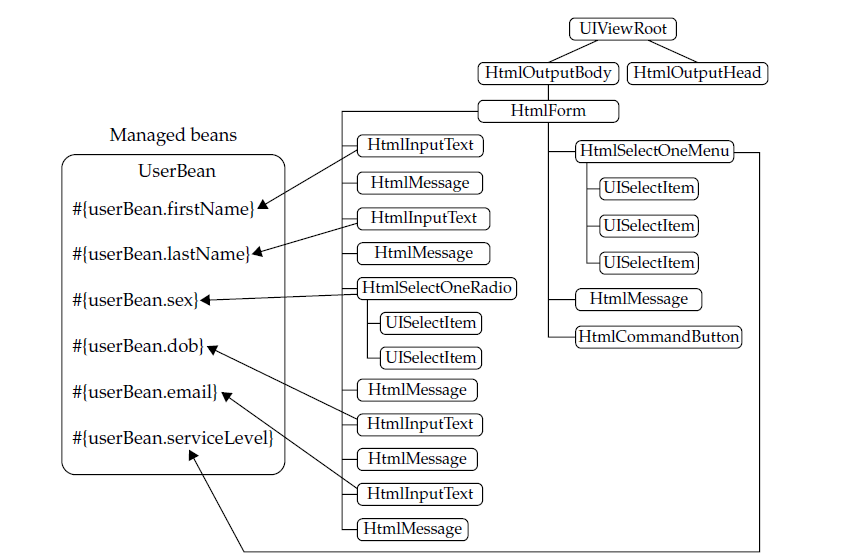 UIViewRoot
HtmlOutputBody
HtmlOutputHead
HtmlForm
Managed beans
UserBean
#{userBean.firstName}
#{userBean.lastName}
#{userBean.sex}
#{userBean.dob}
#{userBean.email}
#{userBean.serviceLevel}
HtmlInputText
HtmlMessage
HtmlInputText
HtmlMessage
HtmlSelectOneRadio
UISelectItem
UISelectItem
HtmlMessage
HtmlInputText
HtmlMessage
HtmlInputText
HtmlMessage
HtmlSelectOneMenu
UISelectItem
UISelectItem
UISelectItem
HtmlMessage
HtmlCommandButton